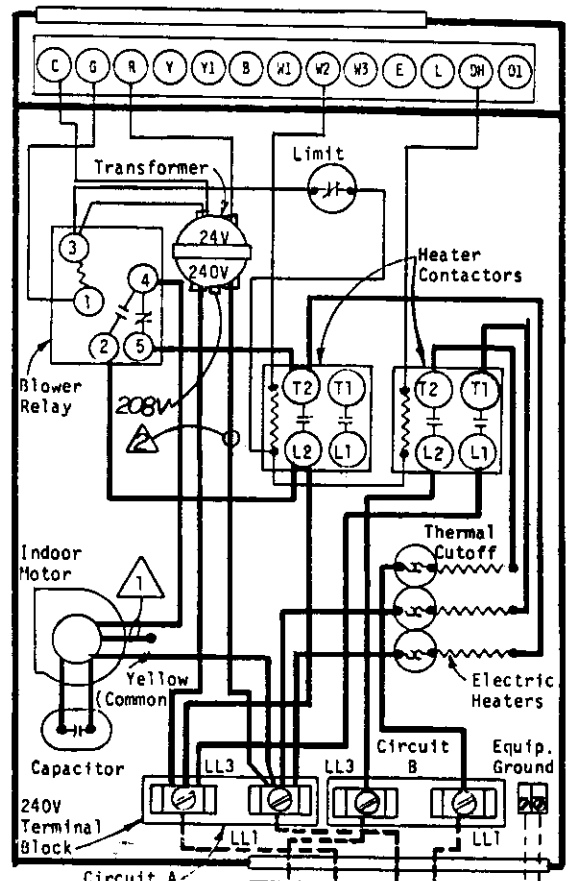 C G R Y Y1 B W1 W2 W3 E L DH O1
Transformer
Limit
24V
240V
3
4
1
2
5
Heater
Contactors
Blower
Relay
208V
2
T2 T1
L2 L1
T2 T1
L2 L1
Indoor
Motor
1
Thermal
Cutoff
Yellow
(Common
Capacitor
Electric
Heaters
Circuit
B
Equip.
Ground
LL3
LL3
240V
Terminal
Block
LL1
LL1
Circuit A